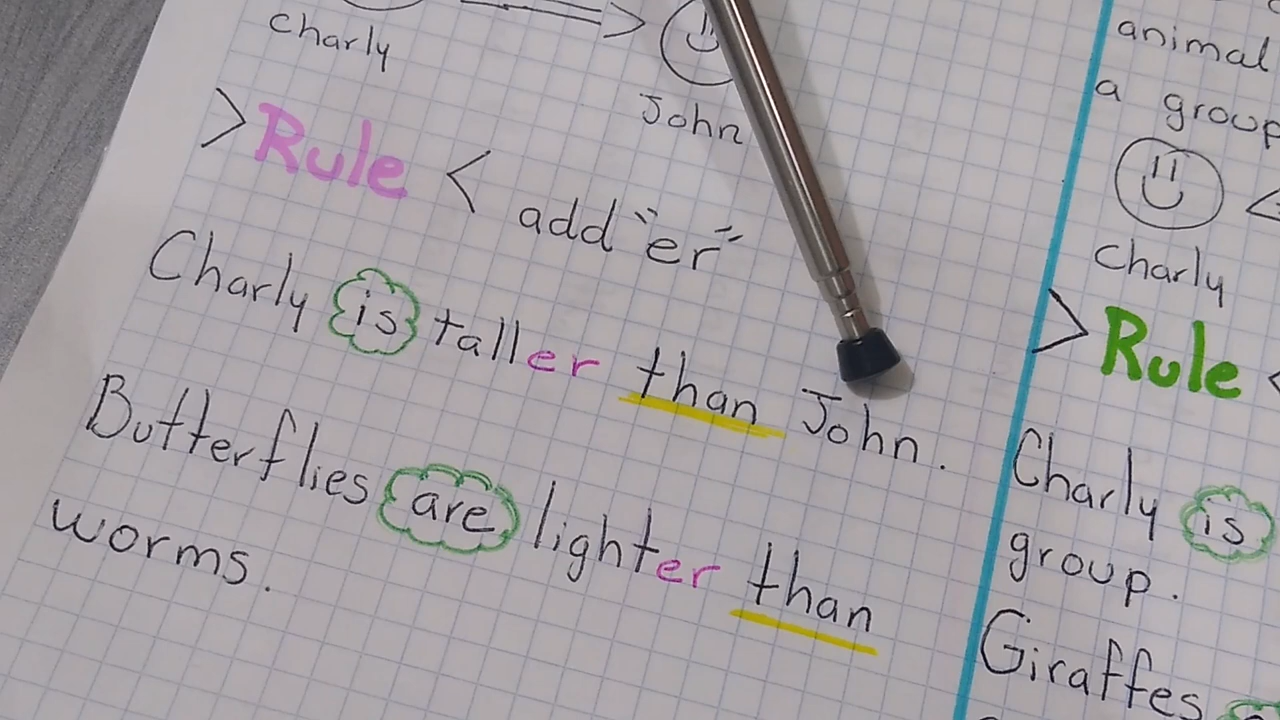 Charly
John
> Rule < add "er"
Charly is taller than John.
Butterflies are lighter than
worms.
animal
a group
Charly
> Rule <
Charly is
group.
Giraffes